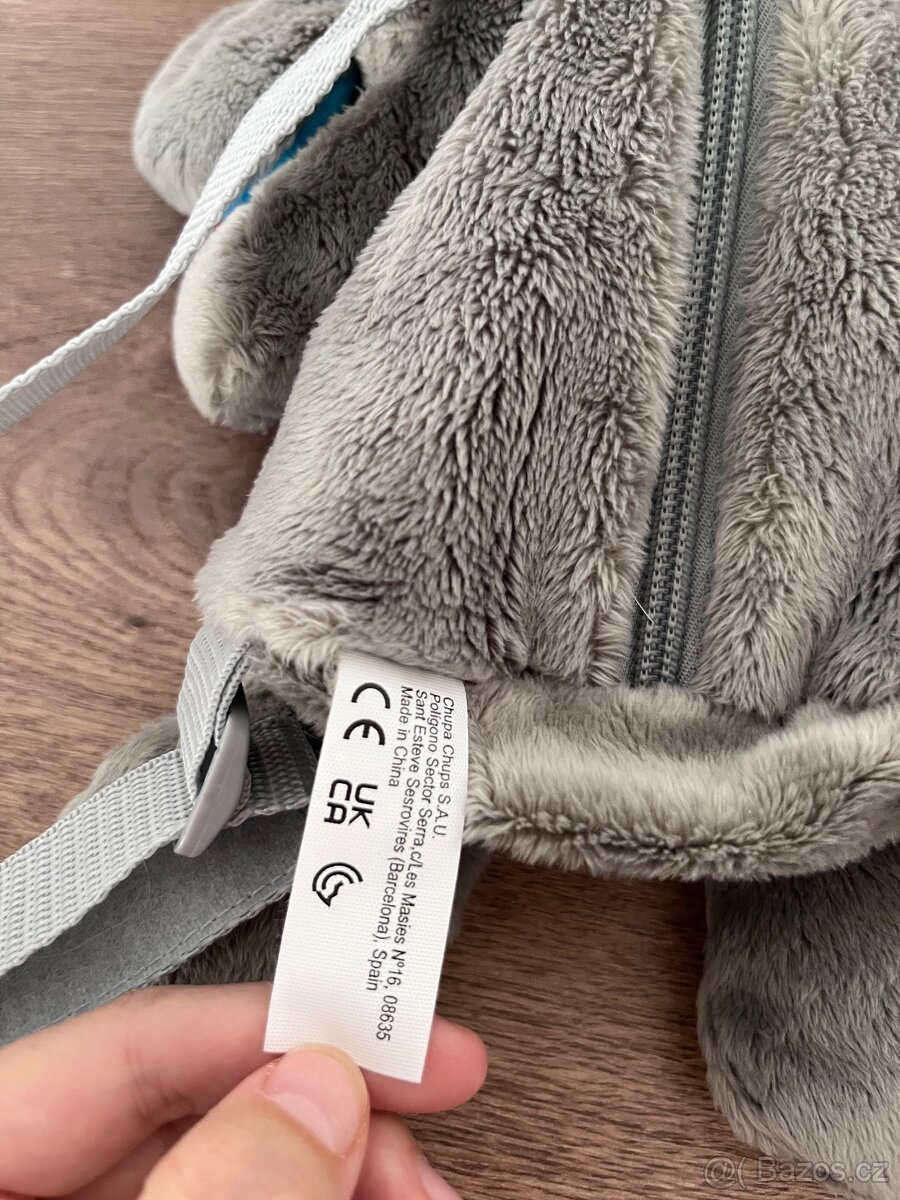 Chupa Chups S.A.U.
Polígono Sector Serra,c/Les Masies Nº16, 08635
Sant Esteve Sesrovires (Barcelona), Spain
Made in China
CE
UK
CA
@( Bazos.cz